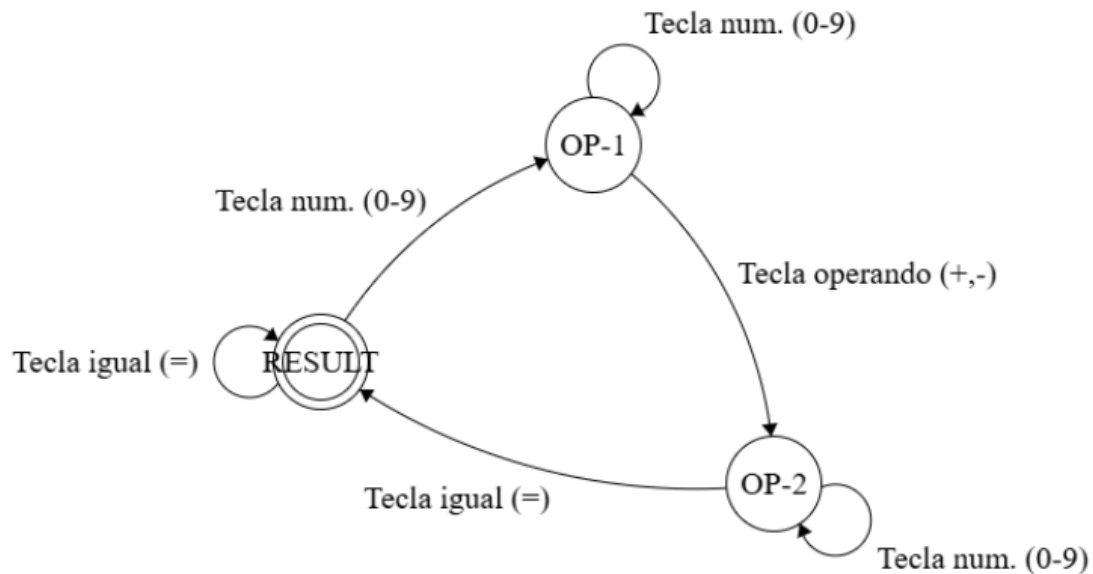 Tecla num. (0-9)
OP-1
Tecla num. (0-9)
Tecla operando (+,-)
Tecla igual (=)
RESULT
OP-2
Tecla igual (=)
Tecla num. (0-9)